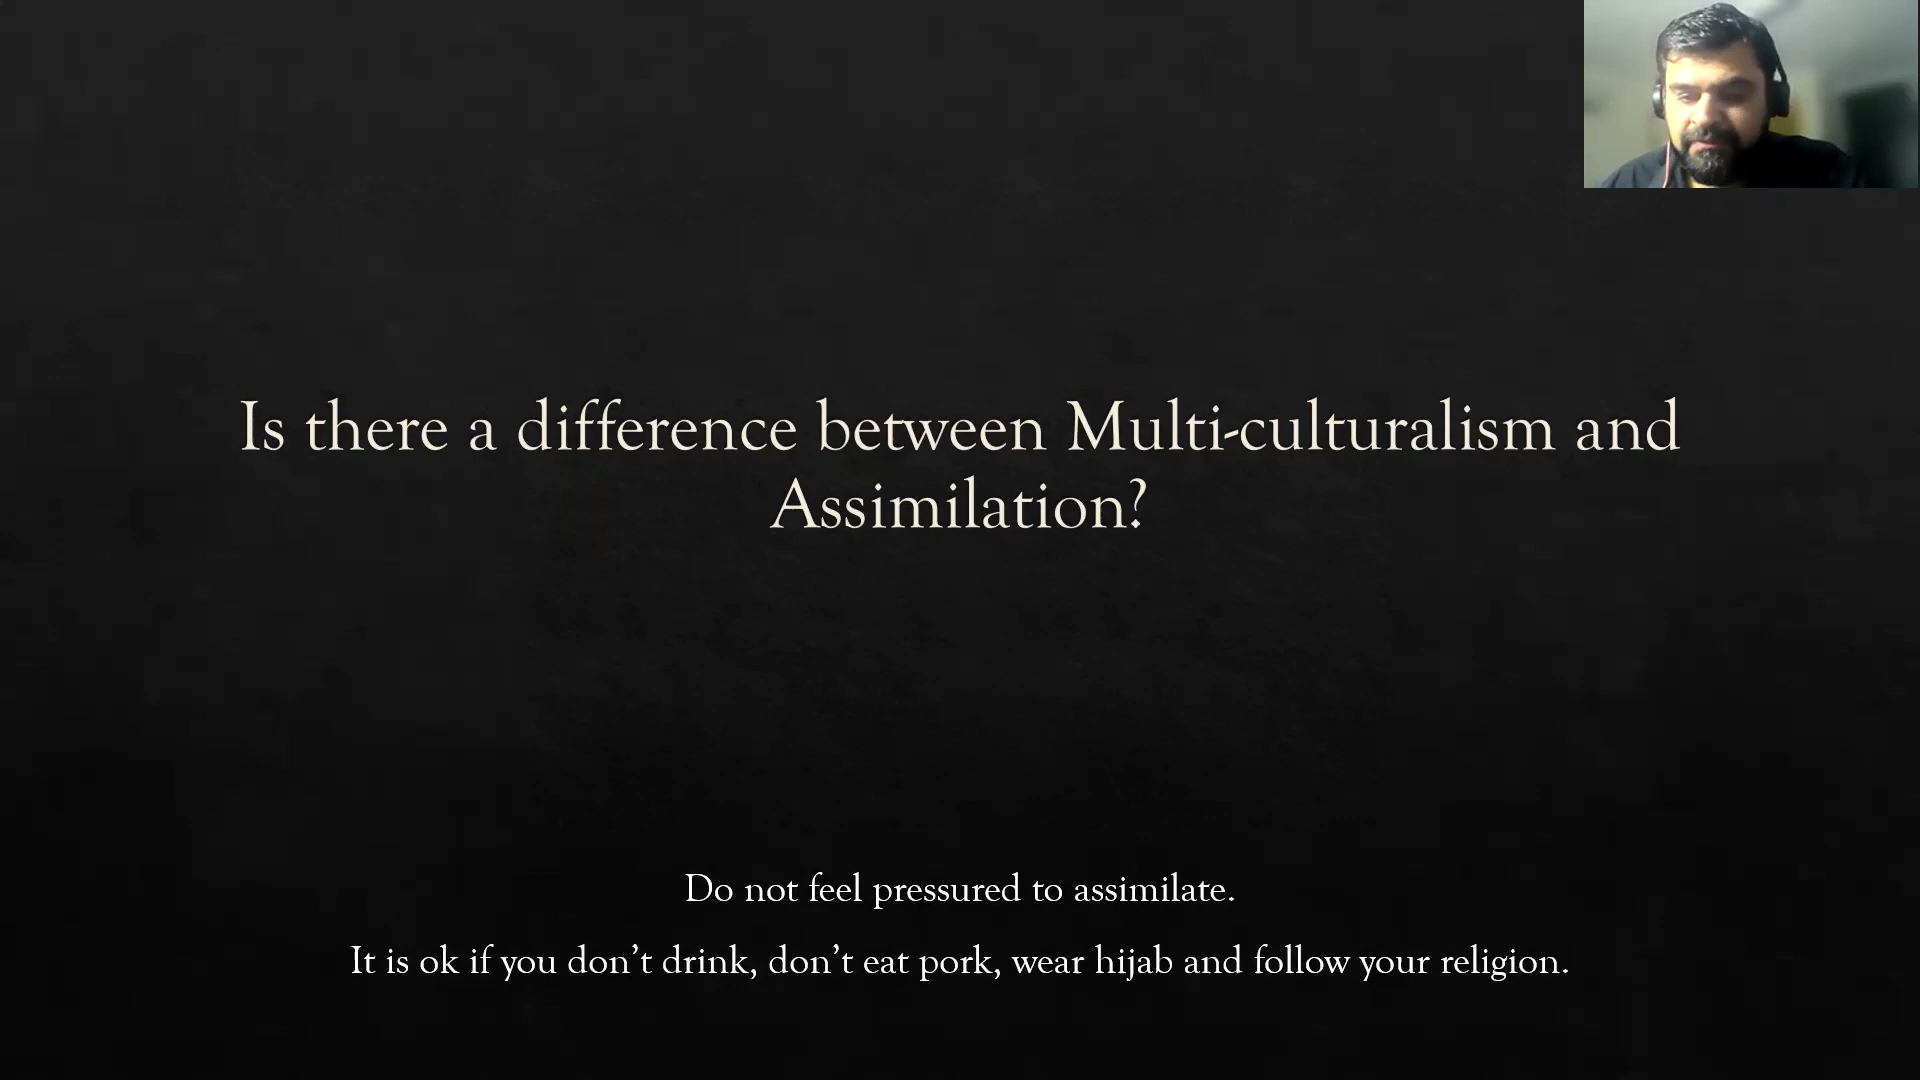 Is there a difference between Multi-culturalism and
Assimilation?
Do not feel pressured to assimilate.
It is ok if you don’t drink, don’t eat pork, wear hijab and follow your religion.